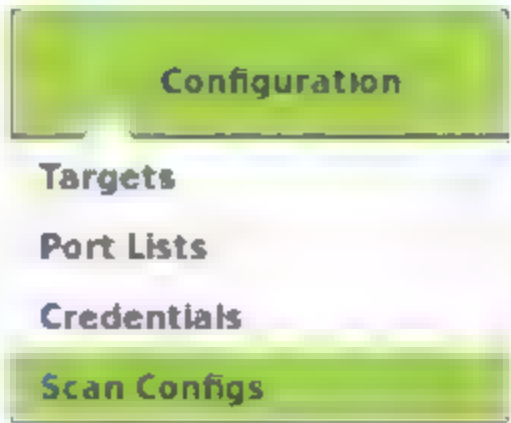 Configuration
Targets
Port Lists
Credentials
Scan Configs